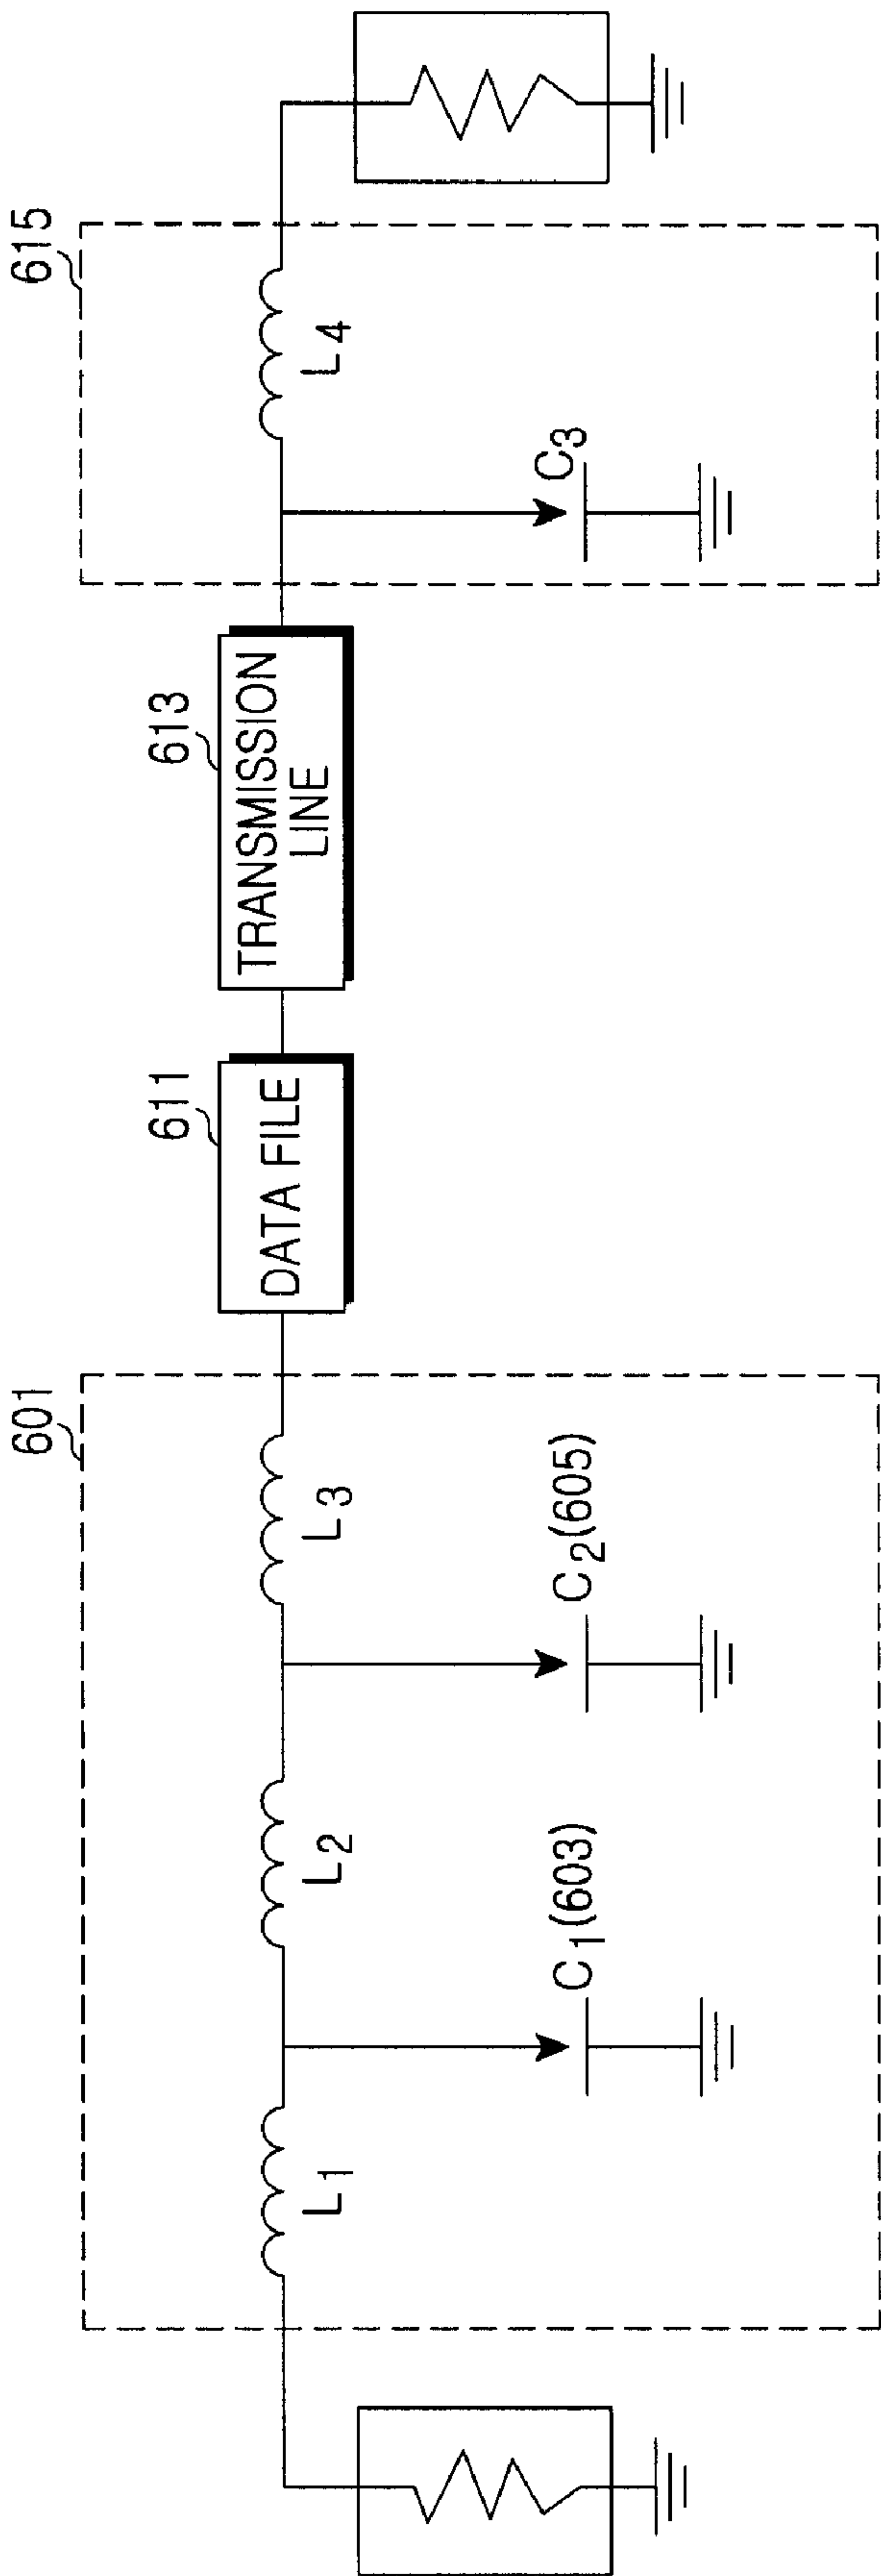 601
615
611
613
DATA FILE
TRANSMISSION
LINE
L1
L2
L3
L4
C1(603)
C2(605)
C3